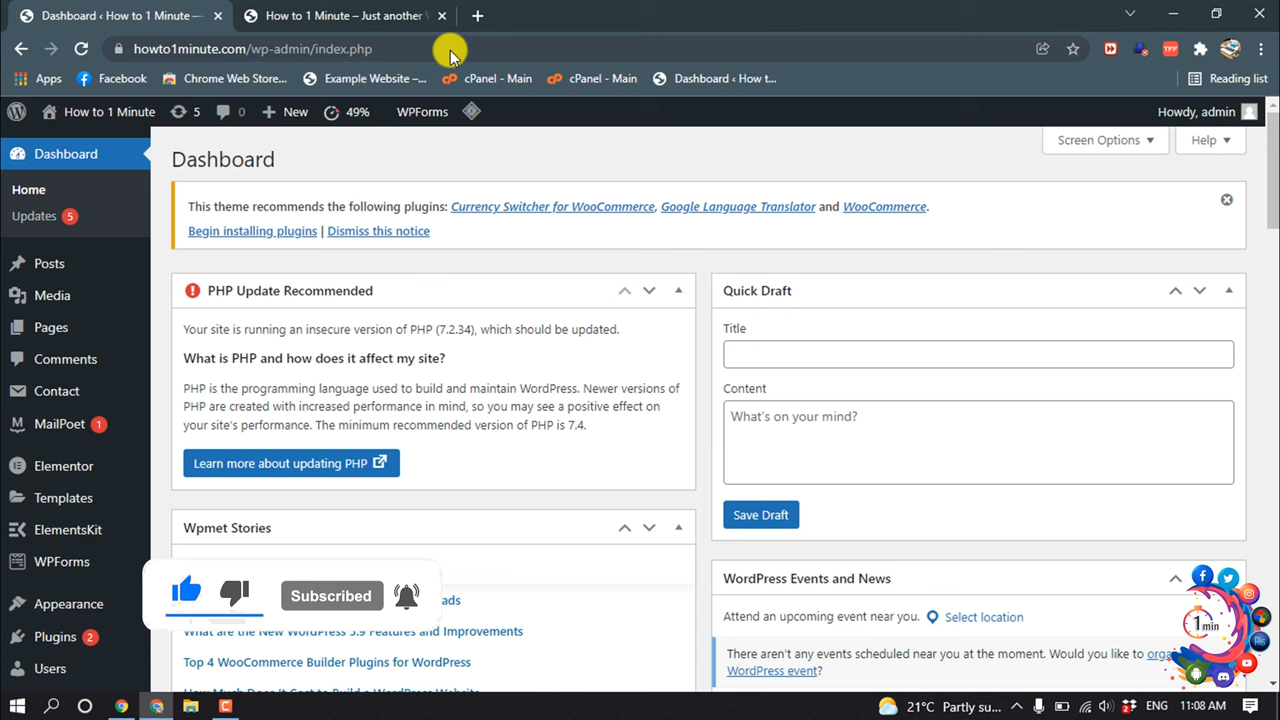 Dashboard ‹ How to 1 Minute —
How to 1 Minute – Just another
howto1minute.com/wp-admin/index.php
Apps
Facebook
Chrome Web Store...
Example Website –...
cPanel - Main
cPanel - Main
Dashboard ‹ How t...
Reading list
How to 1 Minute
5
0
New
49%
WPForms
Howdy, admin
Dashboard
Home
Updates 5
Posts
Media
Pages
Comments
Contact
MailPoet 1
Elementor
Templates
ElementsKit
WPForms
Appearance
Plugins 2
Users
Dashboard
Screen Options
Help
This theme recommends the following plugins: Currency Switcher for WooCommerce, Google Language Translator and WooCommerce.
Begin installing plugins | Dismiss this notice
PHP Update Recommended
Your site is running an insecure version of PHP (7.2.34), which should be updated.
What is PHP and how does it affect my site?
PHP is the programming language used to build and maintain WordPress. Newer versions of
PHP are created with increased performance in mind, so you may see a positive effect on
your site's performance. The minimum recommended version of PHP is 7.4.
Learn more about updating PHP
Wpmet Stories
ads
What are the New WordPress 5.9 Features and Improvements
Top 4 WooCommerce Builder Plugins for WordPress
How Much Does It Cost to Build a WordPress Website
Subscribed
Quick Draft
Title
Content
What's on your mind?
Save Draft
WordPress Events and News
Attend an upcoming event near you.
Select location
There aren't any events scheduled near you at the moment. Would you like to orga
WordPress event?
1 min
21°C Partly su...
ENG
11:08 AM